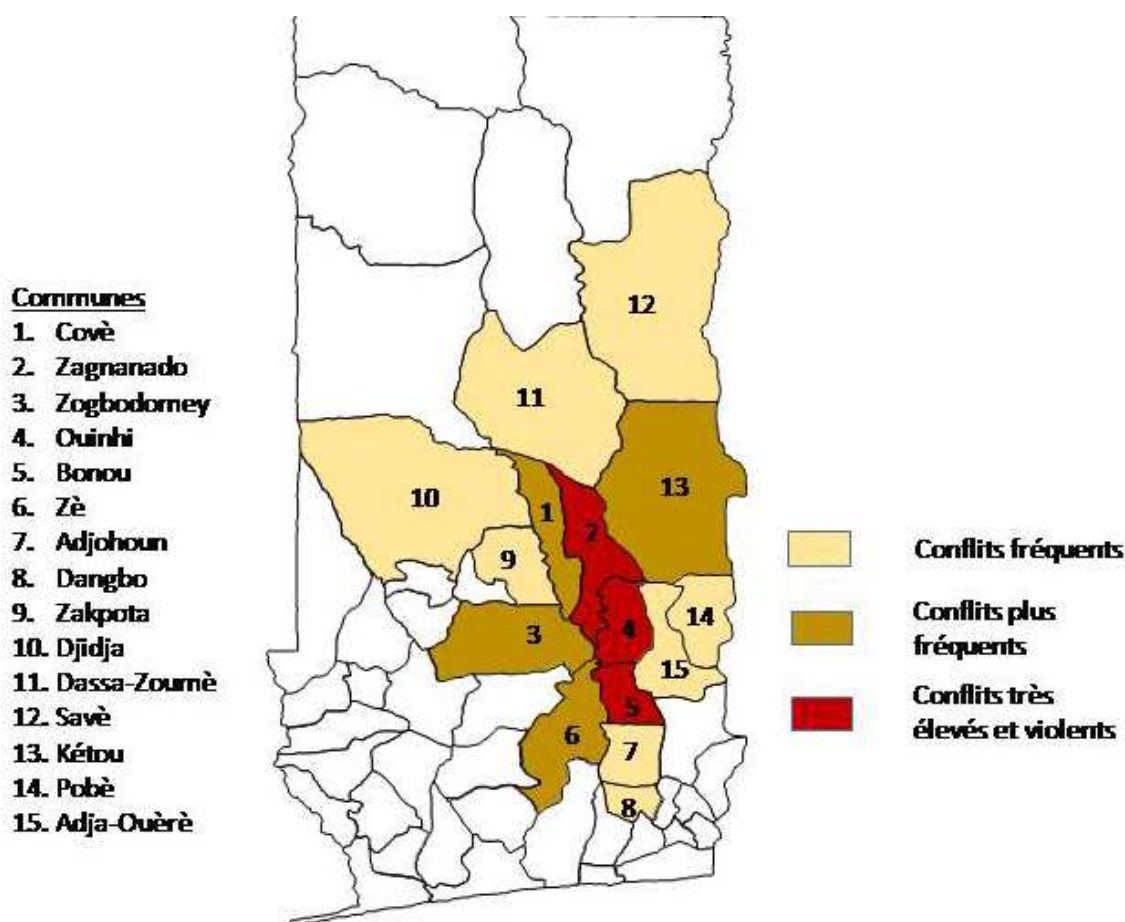 Communes
1. Covè
2. Zagnanado
3. Zogbodomey
4. Ouinhi
5. Bonou
6. Zè
7. Adjohoun
8. Dangbo
9. Zakpota
10. Djidja
11. Dassa-Zoumè
12. Savè
13. Kétou
14. Pobè
15. Adja-Ouèrè
12
11
13
10
1
2
9
14
3
4
15
5
6
7
8
Conflits fréquents
Conflits plus
fréquents
Conflits très
élevés et violents